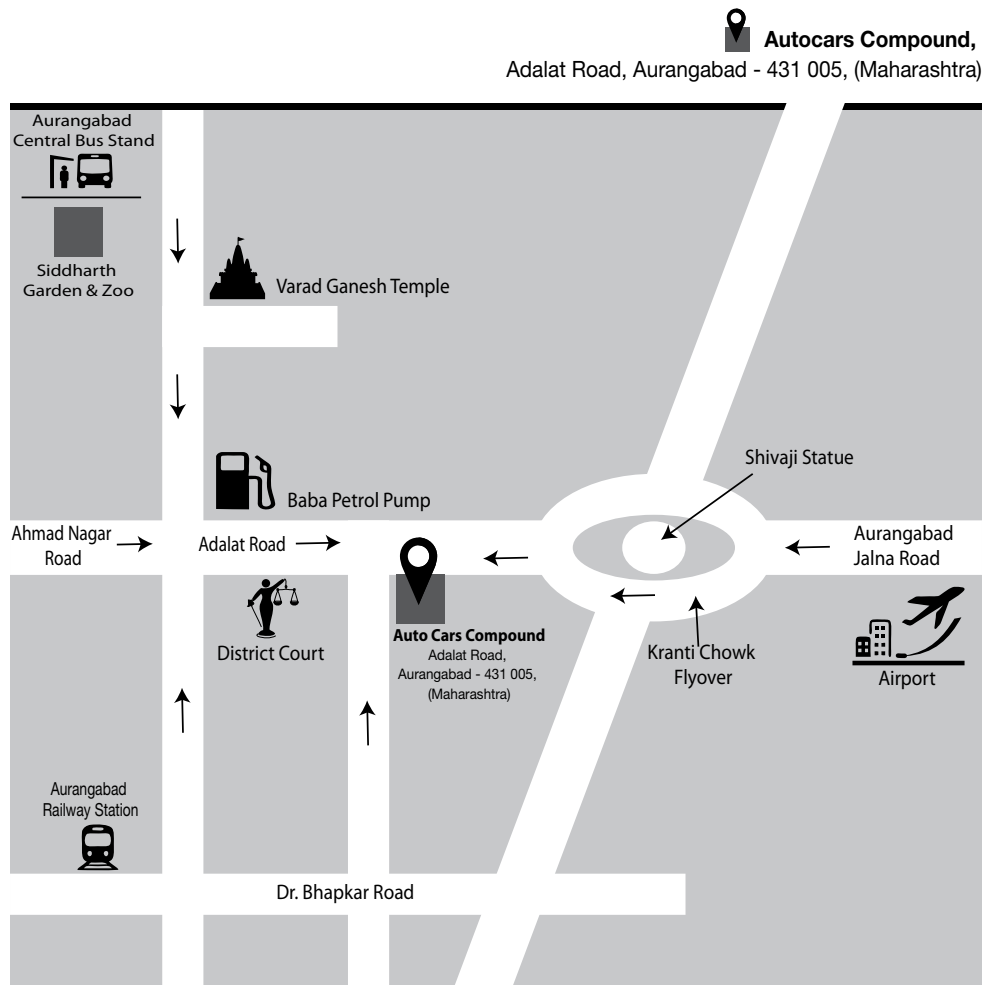 Autocars Compound,
Adalat Road, Aurangabad - 431 005, (Maharashtra)
Aurangabad
Central Bus Stand
Siddharth
Garden & Zoo
Varad Ganesh Temple
Shivaji Statue
Baba Petrol Pump
Ahmad Nagar
Road
Adalat Road
Aurangabad
Jalna Road
District Court
Auto Cars Compound
Adalat Road,
Aurangabad - 431 005,
(Maharashtra)
Kranti Chowk
Flyover
Airport
Aurangabad
Railway Station
Dr. Bhapkar Road